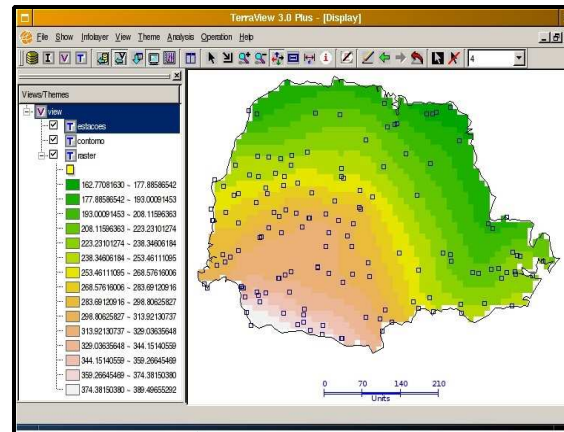 TerraView 3.0 Plus - [Display]
File Show Infolayer View Theme Analysis Operation Help
I V T 4
Views/Themes
V view
T estacoes
T contorno
T raster
162.77081630 ~ 177.88586542
177.88586542 ~ 193.00091453
193.00091453 ~ 208.11596363
208.11596363 ~ 223.23101274
223.23101274 ~ 238.34606184
238.34606184 ~ 253.46111095
253.46111095 ~ 268.57616006
268.57616006 ~ 283.69120916
283.69120916 ~ 298.80625827
298.80625827 ~ 313.92130737
313.92130737 ~ 329.03635648
329.03635648 ~ 344.15140559
344.15140559 ~ 359.26645469
359.26645469 ~ 374.38150380
374.38150380 ~ 389.49655292
0 70 140 210
Units